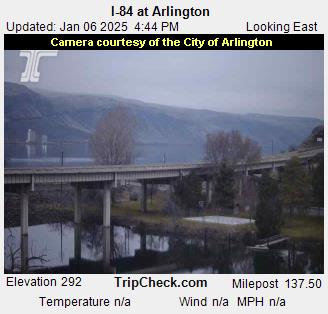 I-84 at Arlington
Updated: Jan 06 2025 4:44 PM Looking East
Camera courtesy of the City of Arlington
Elevation 292 TripCheck.com Milepost 137.50
Temperature n/a Wind n/a MPH n/a